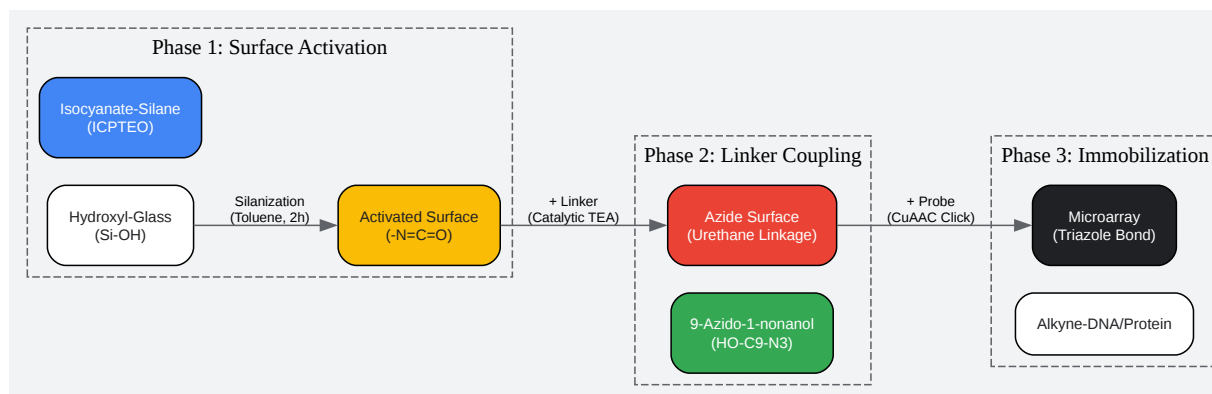 Phase 1: Surface Activation
Isocyanate-Silane
(ICPTEO)
Hydroxyl-Glass
(Si-OH)
Silanization
(Toluene, 2h)
Activated Surface
(-N=C=O)
+ Linker
(Catalytic TEA)
Phase 2: Linker Coupling
Azide Surface
(Urethane Linkage)
9-Azido-1-nonanol
(HO-C9-N3)
+ Probe
(CuAAC Click)
Phase 3: Immobilization
Microarray
(Triazole Bond)
Alkyne-DNA/Protein